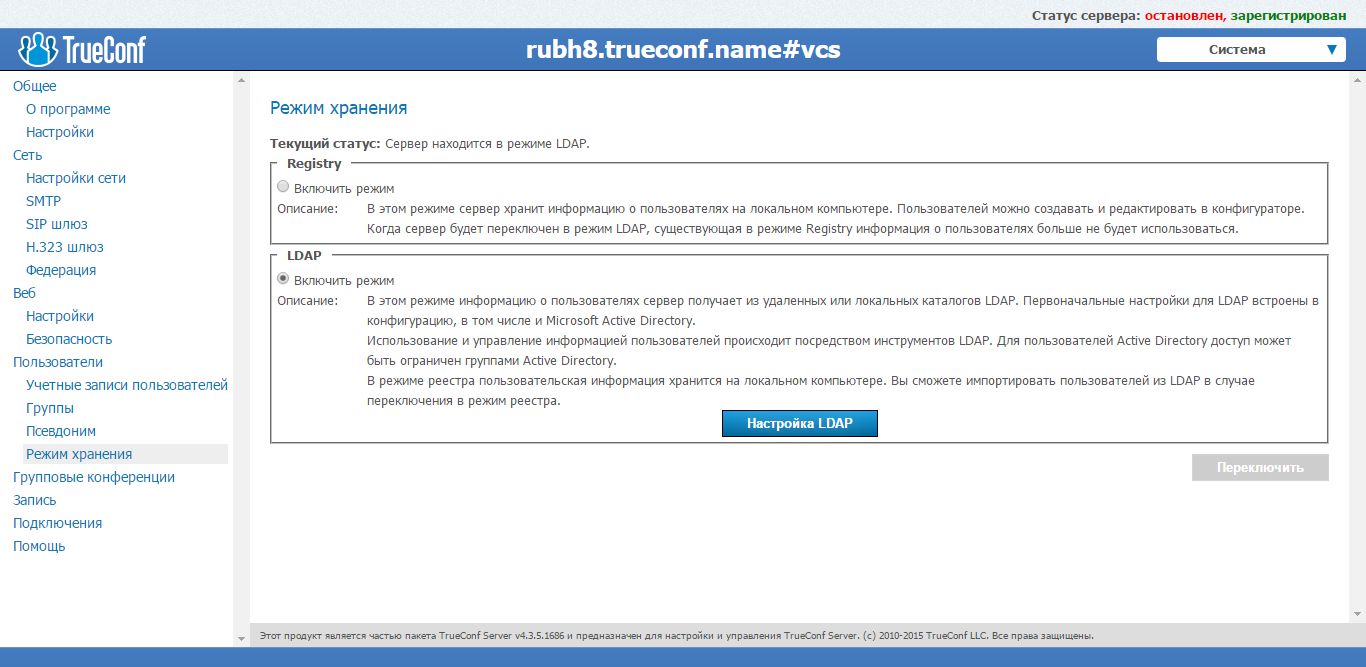 Статус сервера: остановлен, зарегистрирован
TrueConf
rubh8.trueconf.name#vcs
Система
Общее
О программе
Настройки
Сеть
Настройки сети
SMTP
SIP шлюз
H.323 шлюз
Федерация
Веб
Настройки
Безопасность
Пользователи
Учетные записи пользователей
Группы
Псевдоним
Режим хранения
Групповые конференции
Запись
Подключения
Помощь
Режим хранения
Текущий статус: Сервер находится в режиме LDAP.
Registry
Включить режим
Описание: В этом режиме сервер хранит информацию о пользователях на локальном компьютере. Пользователей можно создавать и редактировать в конфигураторе.
Когда сервер будет переключен в режим LDAP, существующая в режиме Registry информация о пользователях больше не будет использоваться.
LDAP
Включить режим
Описание: В этом режиме информацию о пользователях сервер получает из удаленных или локальных каталогов LDAP. Первоначальные настройки для LDAP встроены в
конфигурацию, в том числе и Microsoft Active Directory.
Использование и управление информацией пользователей происходит посредством инструментов LDAP. Для пользователей Active Directory доступ может
быть ограничен группами Active Directory.
В режиме реестра пользовательская информация хранится на локальном компьютере. Вы сможете импортировать пользователей из LDAP в случае
переключения в режим реестра.
Настройка LDAP
Переключить
Этот продукт является частью пакета TrueConf Server v4.3.5.1686 и предназначен для настройки и управления TrueConf Server. (c) 2010-2015 TrueConf LLC. Все права защищены.